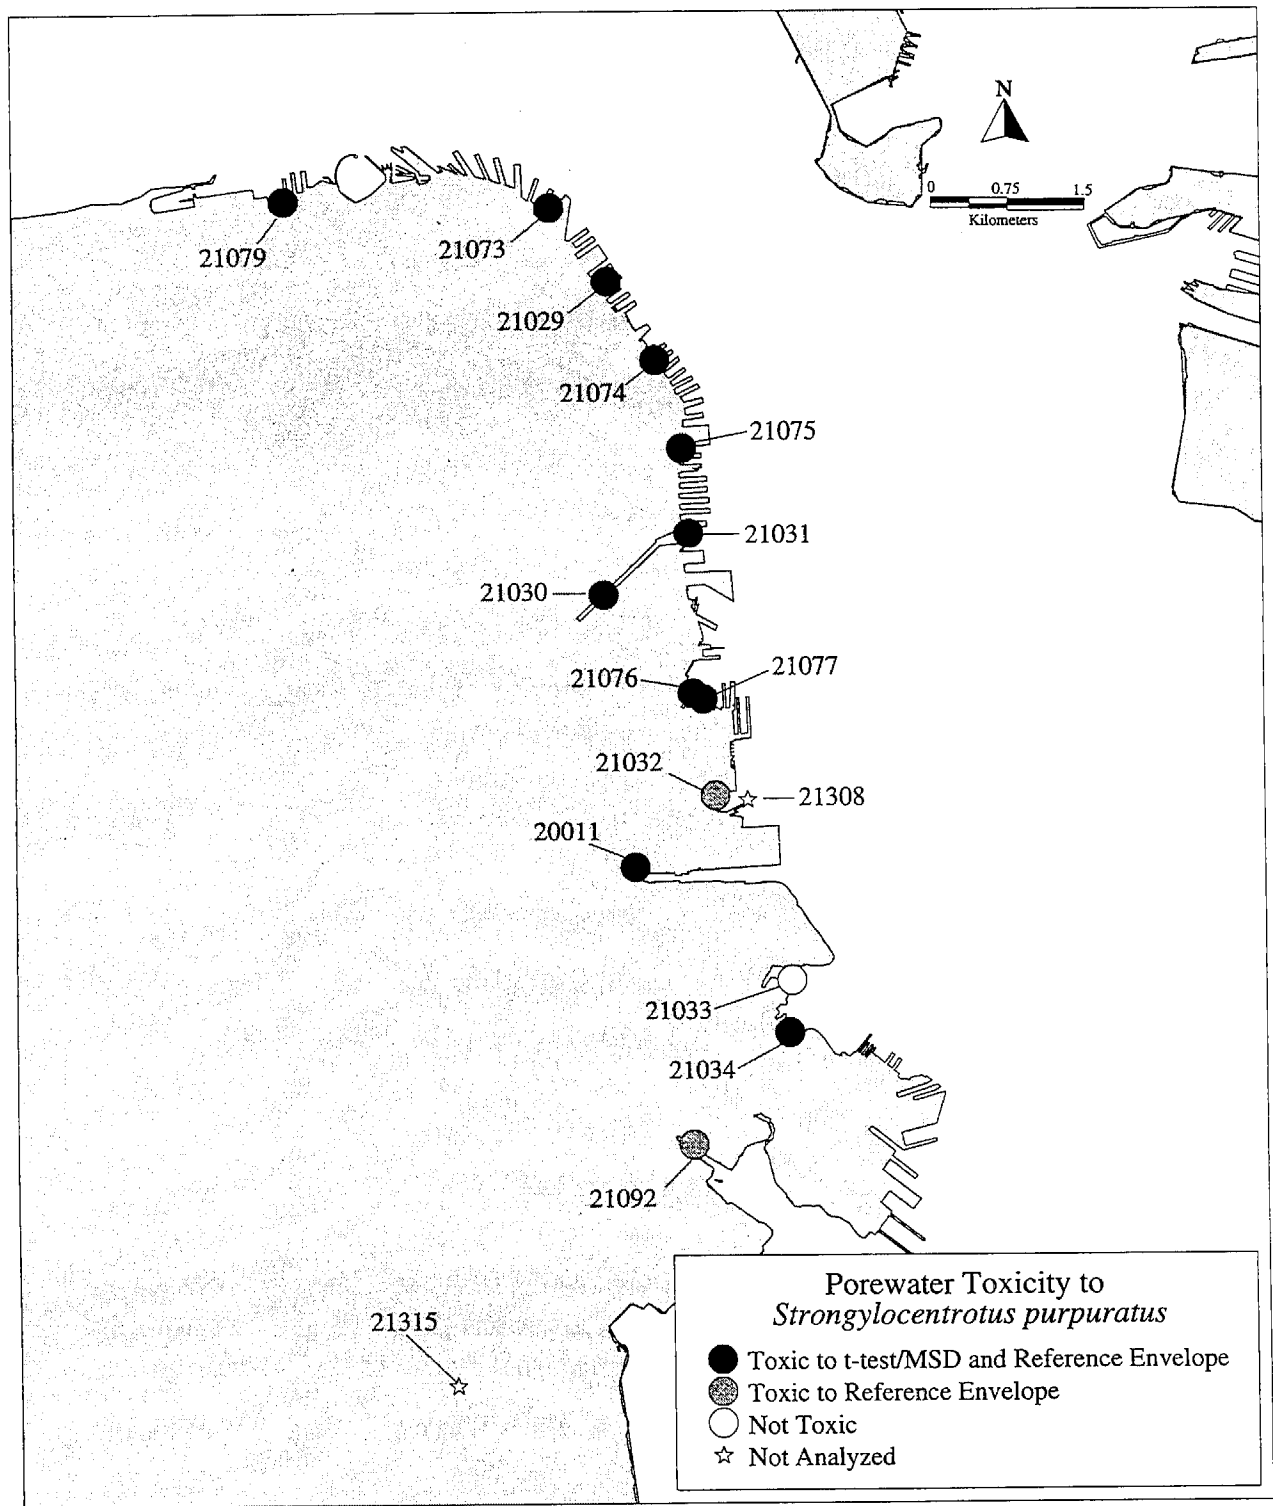 N
0 0.75 1.5
Kilometers
21079
21073
21029
21074
21075
21031
21030
21076
21077
21032
21308
20011
21033
21034
21092
21315
Porewater Toxicity to
Strongylocentrotus purpuratus
Toxic to t-test/MSD and Reference Envelope
Toxic to Reference Envelope
Not Toxic
Not Analyzed